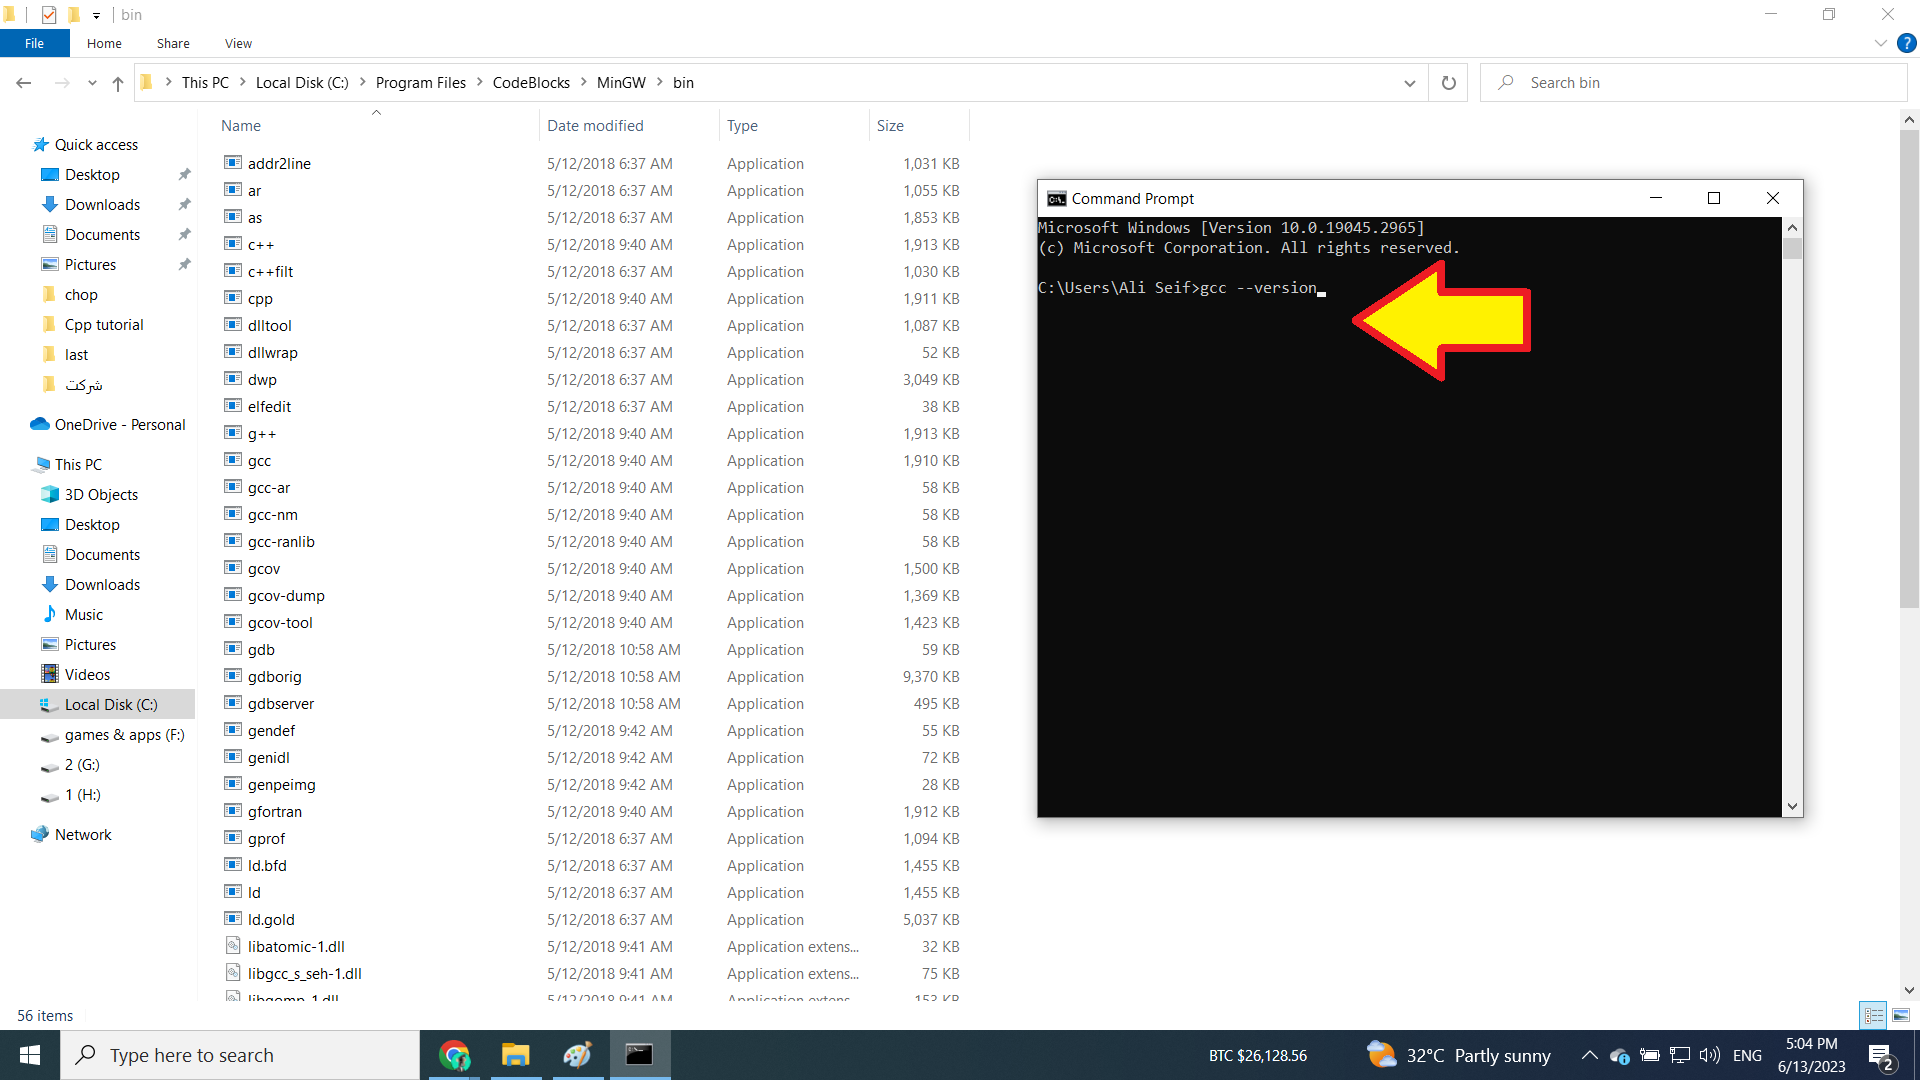 bin
File Home Share View
This PC Local Disk (C:) Program Files CodeBlocks MinGW bin
Search bin
Quick access
Desktop
Downloads
Documents
Pictures
chop
Cpp tutorial
last
شرکت
OneDrive - Personal
This PC
3D Objects
Desktop
Documents
Downloads
Music
Pictures
Videos
Local Disk (C:)
games & apps (F:)
2 (G:)
1 (H:)
Network
Name Date modified Type Size
addr2line 5/12/2018 6:37 AM Application 1,031 KB
ar 5/12/2018 6:37 AM Application 1,055 KB
as 5/12/2018 6:37 AM Application 1,853 KB
c++ 5/12/2018 9:40 AM Application 1,913 KB
c++filt 5/12/2018 6:37 AM Application 1,030 KB
cpp 5/12/2018 9:40 AM Application 1,911 KB
dlltool 5/12/2018 6:37 AM Application 1,087 KB
dllwrap 5/12/2018 6:37 AM Application 52 KB
dwp 5/12/2018 6:37 AM Application 3,049 KB
elfedit 5/12/2018 6:37 AM Application 38 KB
g++ 5/12/2018 9:40 AM Application 1,913 KB
gcc 5/12/2018 9:40 AM Application 1,910 KB
gcc-ar 5/12/2018 9:40 AM Application 58 KB
gcc-nm 5/12/2018 9:40 AM Application 58 KB
gcc-ranlib 5/12/2018 9:40 AM Application 58 KB
gcov 5/12/2018 9:40 AM Application 1,500 KB
gcov-dump 5/12/2018 9:40 AM Application 1,369 KB
gcov-tool 5/12/2018 9:40 AM Application 1,423 KB
gdb 5/12/2018 10:58 AM Application 59 KB
gdborig 5/12/2018 10:58 AM Application 9,370 KB
gdbserver 5/12/2018 10:58 AM Application 495 KB
gendef 5/12/2018 9:42 AM Application 55 KB
genidl 5/12/2018 9:42 AM Application 72 KB
genpeimg 5/12/2018 9:42 AM Application 28 KB
gfortran 5/12/2018 9:40 AM Application 1,912 KB
gprof 5/12/2018 6:37 AM Application 1,094 KB
ld.bfd 5/12/2018 6:37 AM Application 1,455 KB
ld 5/12/2018 6:37 AM Application 1,455 KB
ld.gold 5/12/2018 6:37 AM Application 5,037 KB
libatomic-1.dll 5/12/2018 9:41 AM Application extens... 32 KB
libgcc_s_seh-1.dll 5/12/2018 9:41 AM Application extens... 75 KB
libgomp-1.dll 5/12/2018 9:41 AM Application extens... 153 KB
Command Prompt
Microsoft Windows [Version 10.0.19045.2965]
(c) Microsoft Corporation. All rights reserved.
C:\Users\Ali Seif>gcc --version
56 items
Type here to search
BTC $26,128.56
32°C Partly sunny
ENG
5:04 PM
6/13/2023
2